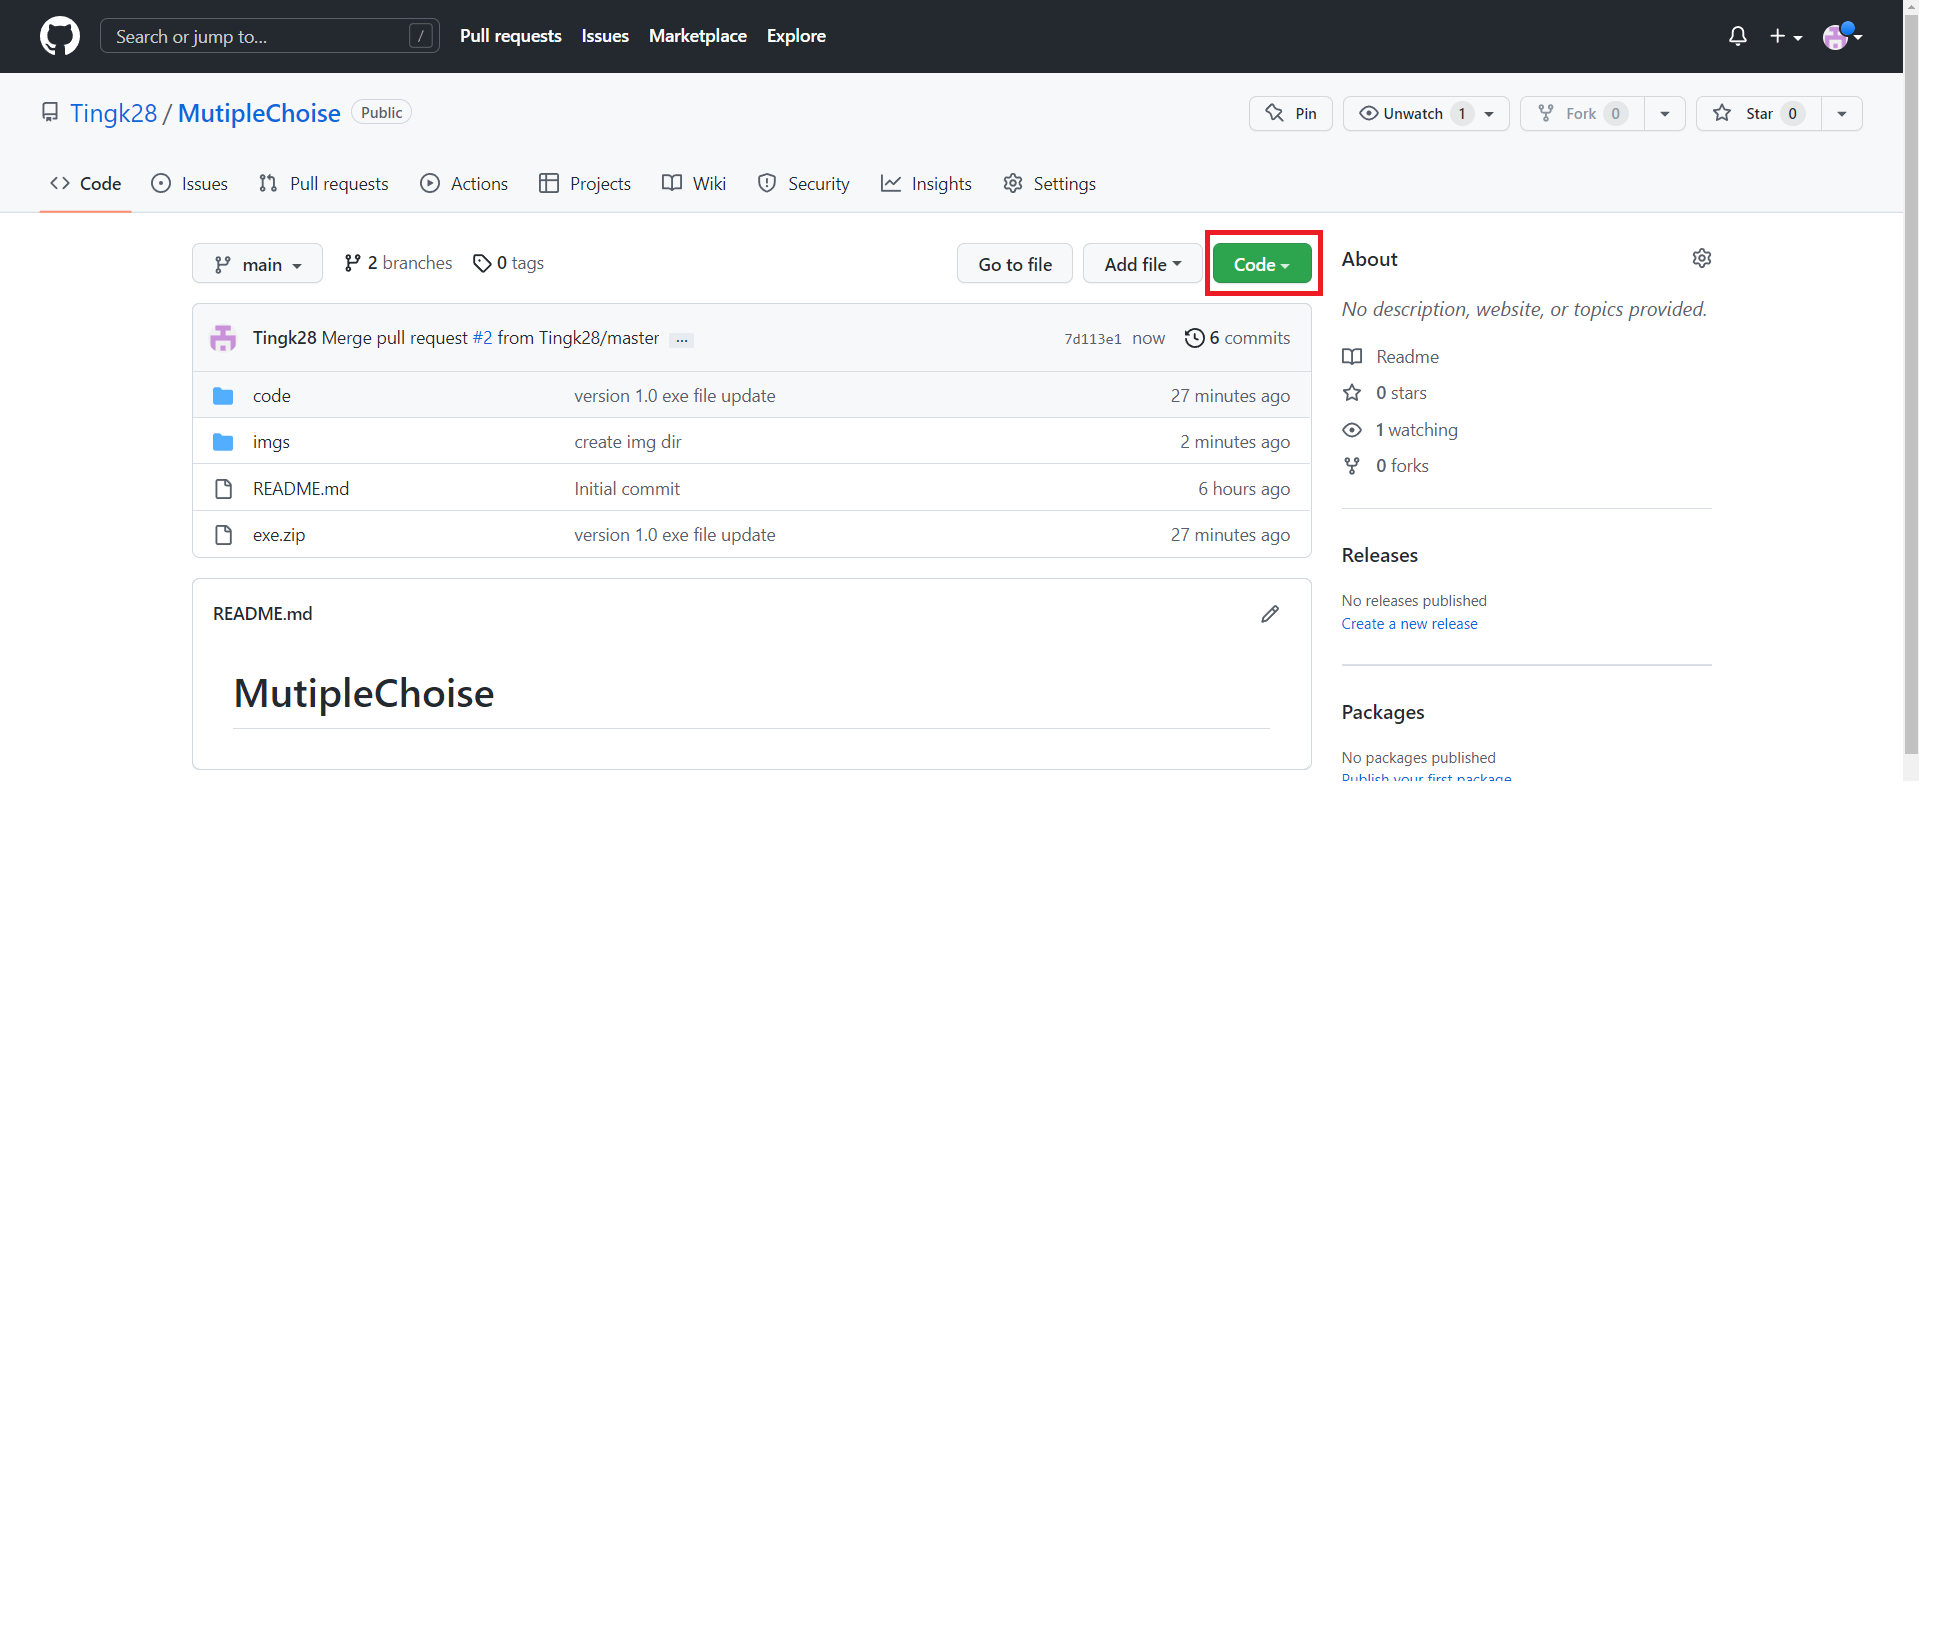 Search or jump to... / Pull requests Issues Marketplace Explore
Tingk28 / MutipleChoise Public Pin Unwatch 1 Fork 0 Star 0
Code Issues Pull requests Actions Projects Wiki Security Insights Settings
main 2 branches 0 tags Go to file Add file Code
Tingk28 Merge pull request #2 from Tingk28/master ... 7d113e1 now 6 commits
code version 1.0 exe file update 27 minutes ago
imgs create img dir 2 minutes ago
README.md Initial commit 6 hours ago
exe.zip version 1.0 exe file update 27 minutes ago
README.md
MutipleChoise
About
No description, website, or topics provided.
Readme
0 stars
1 watching
0 forks
Releases
No releases published
Create a new release
Packages
No packages published
Publish your first package